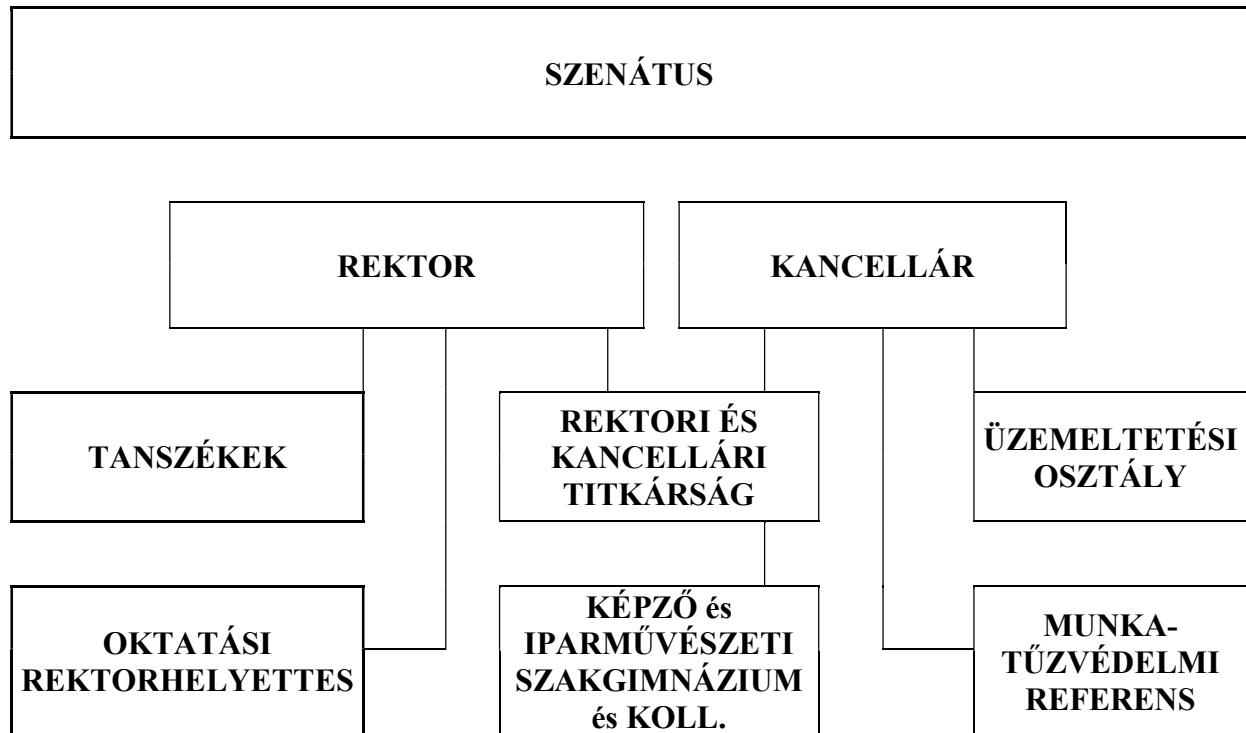 SZENÁTUS
REKTOR
KANCELLÁR
TANSZÉKEK
REKTORI ÉS
KANCELLÁRI
TITKÁRSÁG
ÜZEMELTETÉSI
OSZTÁLY
OKTATÁSI
REKTORHELYETTES
KÉPZŐ és
IPARMŰVÉSZETI
SZAKGIMNÁZIUM
és KOLL.
MUNKA-
TŰZVÉDELMI
REFERENS